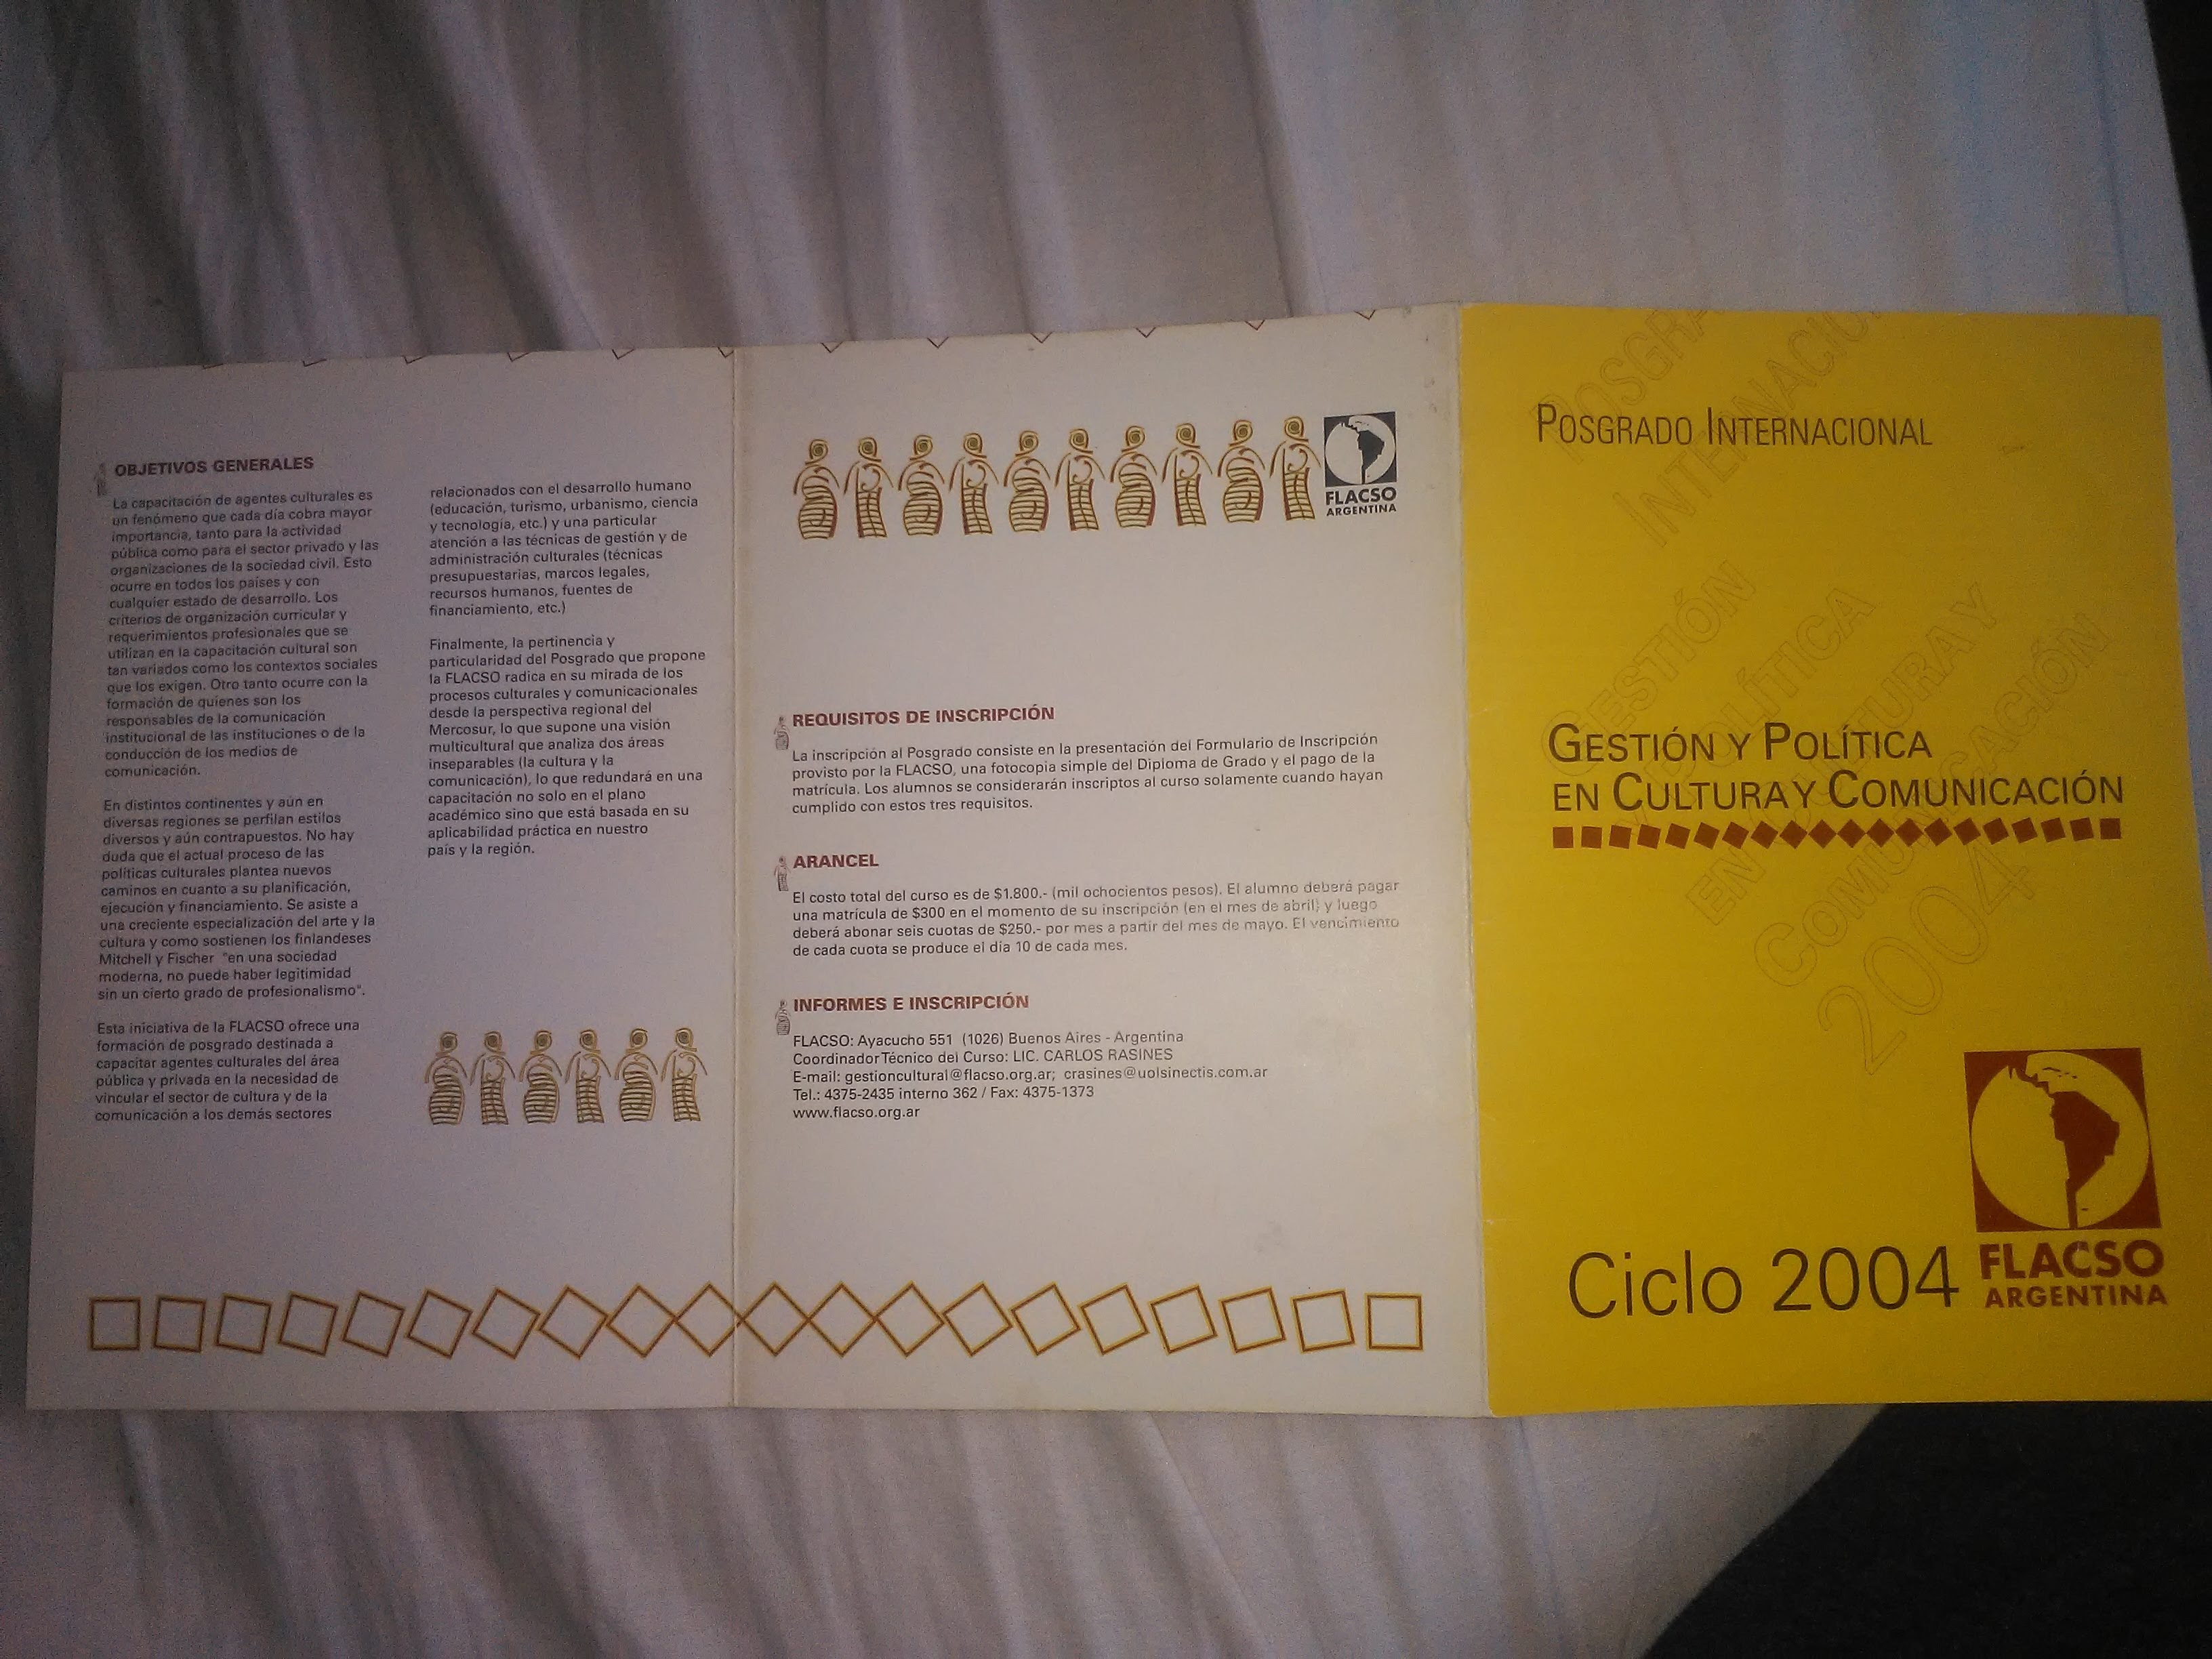 OBJETIVOS GENERALES
La capacitación de agentes culturales es
un fenómeno que cada día cobra mayor
importancia, tanto para la actividad
pública como para el sector privado y las
organizaciones de la sociedad civil. Esto
ocurre en todos los países y con
cualquier estado de desarrollo. Los
criterios de organización curricular y
requerimientos profesionales que se
utilizan en la capacitación cultural son
tan variados como los contextos sociales
que los exigen. Otro tanto ocurre con la
formación de quienes son los
responsables de la comunicación
institucional de las instituciones o de la
conducción de los medios de
comunicación.
En distintos continentes y aún en
diversas regiones se perfilan estilos
diversos y aún contrapuestos. No hay
duda que el actual proceso de las
políticas culturales plantea nuevos
caminos en cuanto a su planificación,
ejecución y financiamiento. Se asiste a
una creciente especialización del arte y la
cultura y como sostienen los finlandeses
Mitchell y Fischer "en una sociedad
moderna, no puede haber legitimidad
sin un cierto grado de profesionalismo".
Esta iniciativa de la FLACSO ofrece una
formación de posgrado destinada a
capacitar agentes culturales del área
pública y privada en la necesidad de
vincular el sector de cultura y de la
comunicación a los demás sectores
relacionados con el desarrollo humano
(educación, turismo, urbanismo, ciencia
y tecnología, etc.) y una particular
atención a las técnicas de gestión y de
administración culturales (técnicas
presupuestarias, marcos legales,
recursos humanos, fuentes de
financiamiento, etc.)
Finalmente, la pertinencia y
particularidad del Posgrado que propone
la FLACSO radica en su mirada de los
procesos culturales y comunicacionales
desde la perspectiva regional del
Mercosur, lo que supone una visión
multicultural que analiza dos áreas
inseparables (la cultura y la
comunicación), lo que redundará en una
capacitación no solo en el plano
académico sino que está basada en su
aplicabilidad práctica en nuestro
país y la región.
FLACSO
ARGENTINA
REQUISITOS DE INSCRIPCIÓN
La inscripción al Posgrado consiste en la presentación del Formulario de Inscripción
provisto por la FLACSO, una fotocopia simple del Diploma de Grado y el pago de la
matrícula. Los alumnos se considerarán inscriptos al curso solamente cuando hayan
cumplido con estos tres requisitos.
ARANCEL
El costo total del curso es de $1.800.- (mil ochocientos pesos). El alumno deberá pagar
una matrícula de $300 en el momento de su inscripción (en el mes de abril) y luego
deberá abonar seis cuotas de $250.- por mes a partir del mes de mayo. El vencimiento
de cada cuota se produce el día 10 de cada mes.
INFORMES E INSCRIPCIÓN
FLACSO: Ayacucho 551 (1026) Buenos Aires - Argentina
Coordinador Técnico del Curso: LIC. CARLOS RASINES
E-mail: gestioncultural@flacso.org.ar; crasines@uolsinectis.com.ar
Tel.: 4375-2435 interno 362 / Fax: 4375-1373
www.flacso.org.ar
POSGRA
INTERNACIO
POSGRADO INTERNACIONAL
INTERN
GESTIÓN
Y POLÍTICA
EN CULTURA Y
COMUNICACIÓN
2004
GESTIÓN Y POLÍTICA
EN CULTURA Y COMUNICACIÓN
Ciclo 2004
FLACSO
ARGENTINA